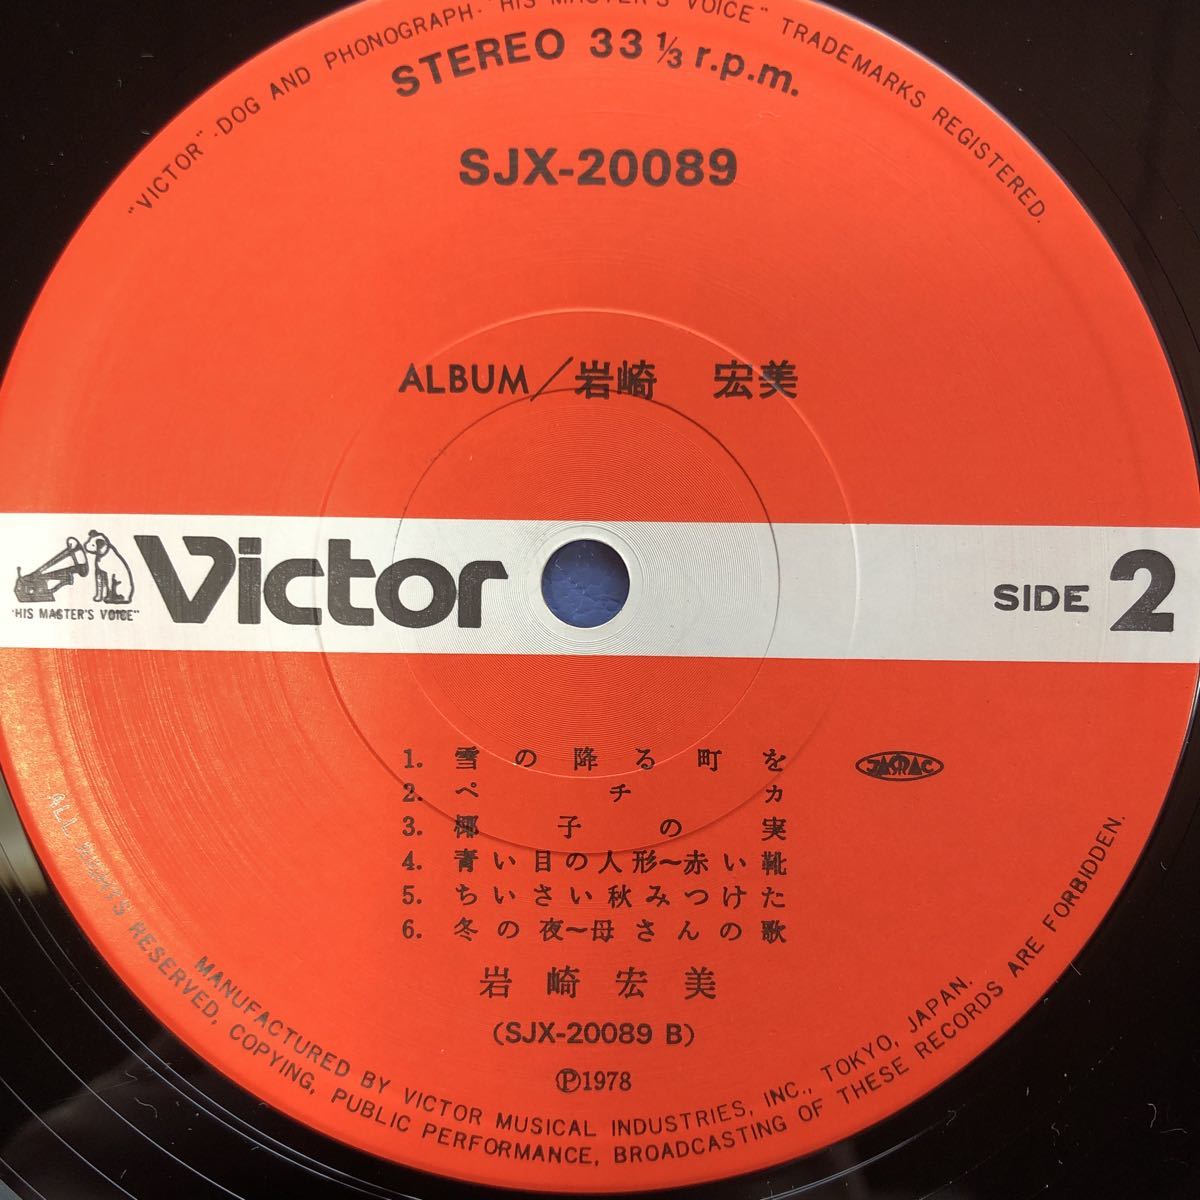 "VICTOR"·DOG AND PHONOGRAPH·"HIS MASTER'S VOICE" TRADEMARKS REGISTERED.
STEREO 33 ⅓ r.p.m.
SJX-20089
ALBUM／岩崎 宏美
"HIS MASTER'S VOICE"
Victor
SIDE 2
1. 雪の降る町を
2. ペチカ
3. 椰子の実
4. 青い目の人形〜赤い靴
5. ちいさい秋みつけた
6. 冬の夜〜母さんの歌
JASRAC
岩崎宏美
(SJX-20089 B)
Ⓟ1978
MANUFACTURED BY VICTOR MUSICAL INDUSTRIES, INC., TOKYO, JAPAN.
ALL RIGHTS RESERVED, COPYING, PUBLIC PERFORMANCE, BROADCASTING OF THESE RECORDS ARE FORBIDDEN.